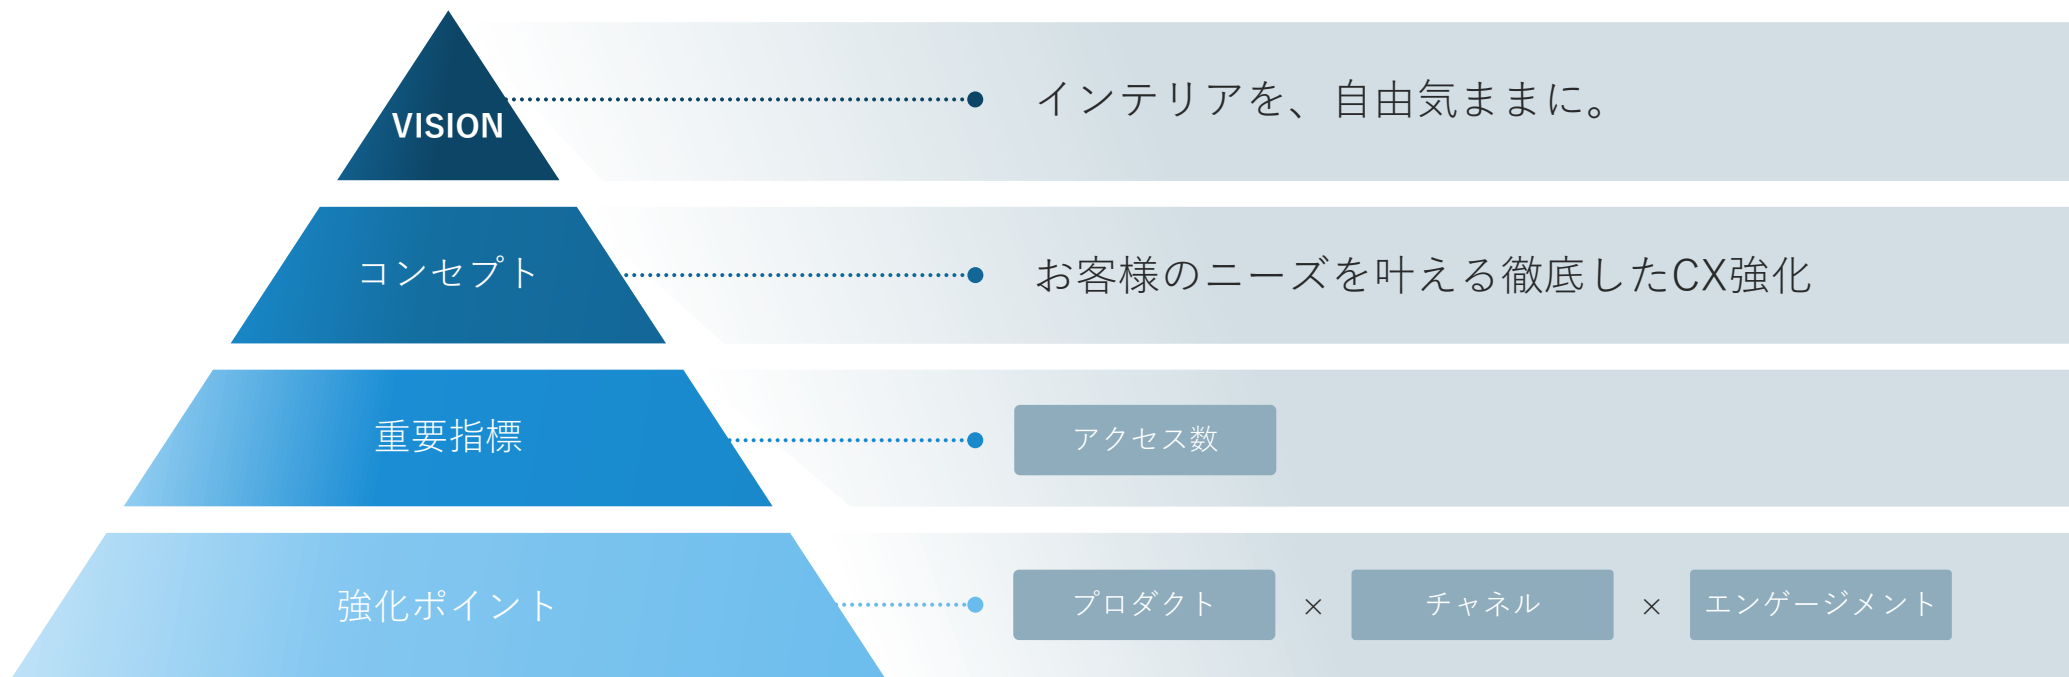 VISION
インテリアを、自由気ままに。
コンセプト
お客様のニーズを叶える徹底したCX強化
重要指標
アクセス数
強化ポイント
プロダクト × チャネル × エンゲージメント